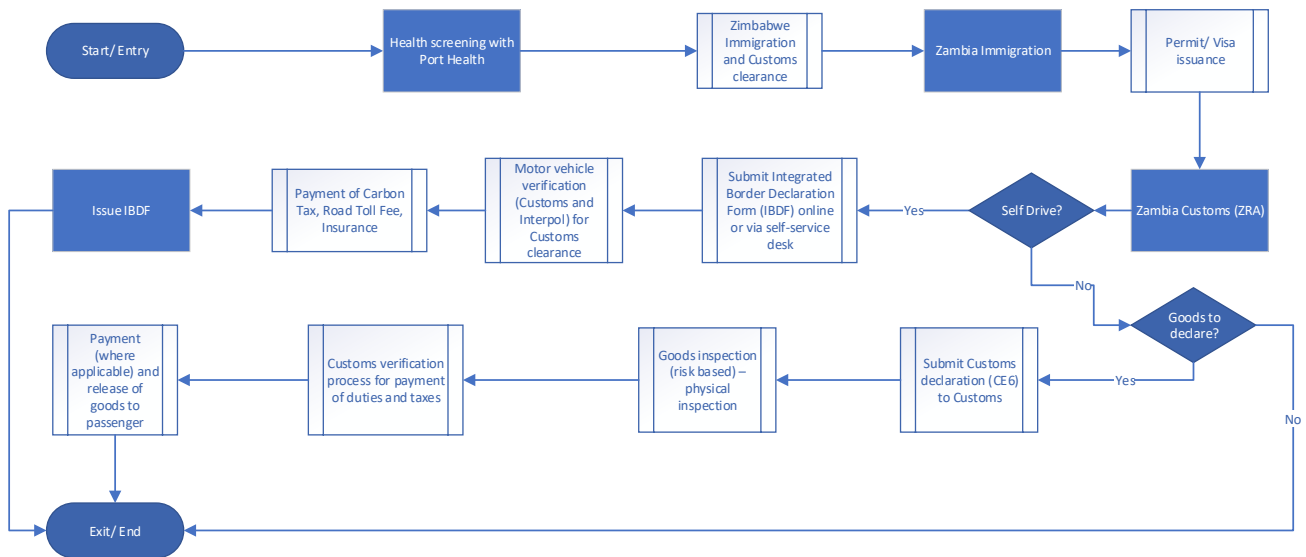 Start/ Entry
Health screening with
Port Health
Zimbabwe
Immigration
and Customs
clearance
Zambia Immigration
Permit/ Visa
issuance
Issue IBDF
Payment of Carbon
Tax, Road Toll Fee,
Insurance
Motor vehicle
verification
(Customs and
Interpol) for
Customs
clearance
Submit Integrated
Border Declaration
Form (IBDF) online
or via self-service
desk
Yes
Self Drive?
Zambia Customs (ZRA)
No
Goods to
declare?
Payment
(where
applicable) and
release of
goods to
passenger
Customs verification
process for payment
of duties and taxes
Goods inspection
(risk based) –
physical
inspection
Submit Customs
declaration (CE6)
to Customs
Yes
No
Exit/ End